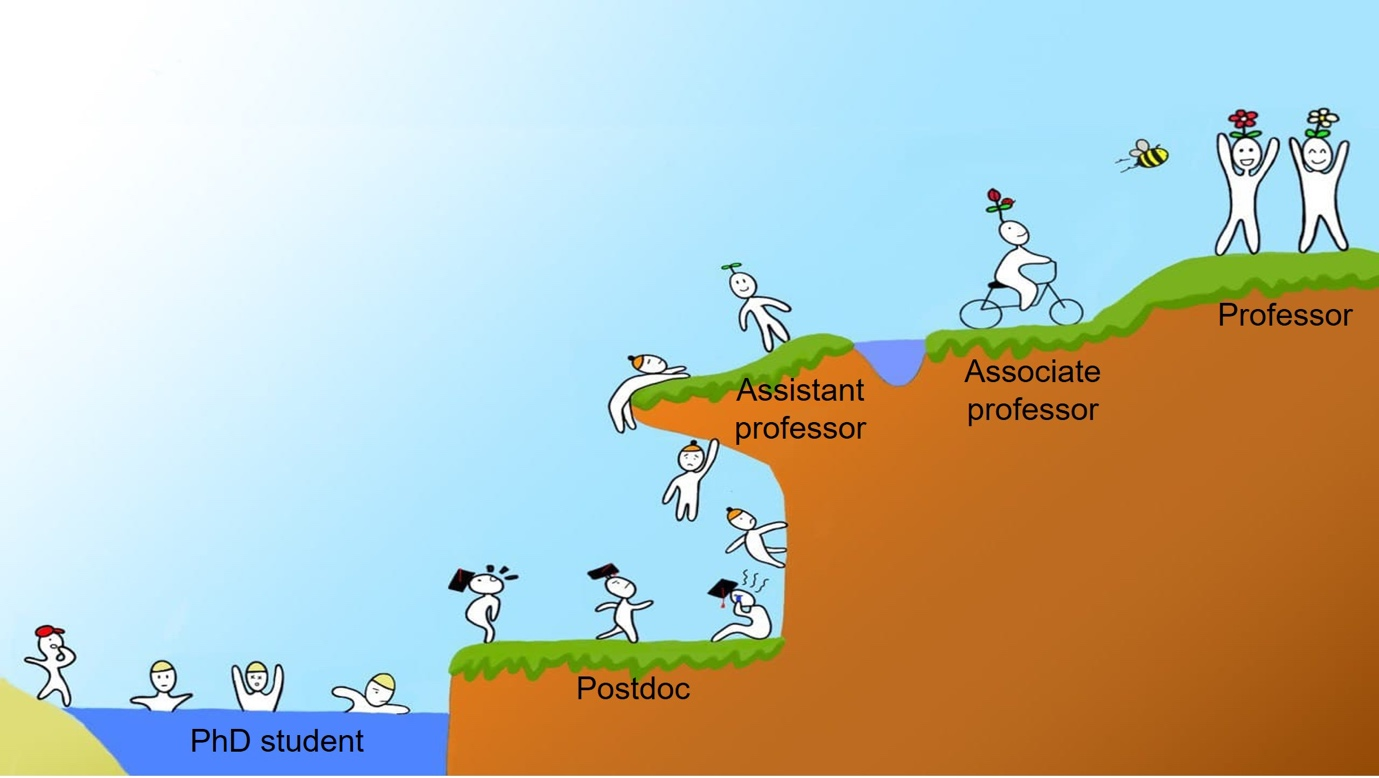 PhD student
Postdoc
Assistant
professor
Associate
professor
Professor